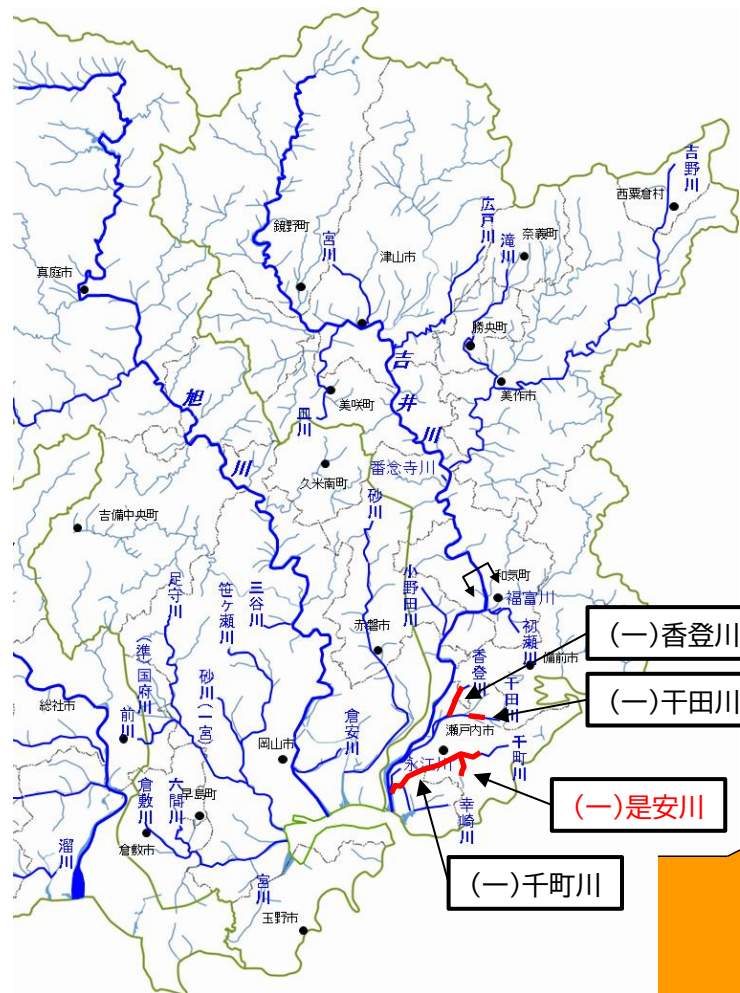 吉野川
西粟倉村
広戸川
滝川
奈義町
鏡野町
宮川
津山市
真庭市
勝央町
吉井川
美作市
旭川
美咲町
皿川
番念寺川
久米南町
砂川
吉備中央町
小野田川
和気町
福富川
足守川
笹ヶ瀬川
三谷川
赤磐市
初瀬川
(一)香登川
備前市
香登川
(準)国府川
砂川(一宮)
総社市
前川
倉安川
干田川
(一)干田川
瀬戸内市
岡山市
永江川
千町川
倉敷川
六間川
早島町
幸崎川
(一)是安川
溜川
倉敷市
宮川
(一)千町川
玉野市